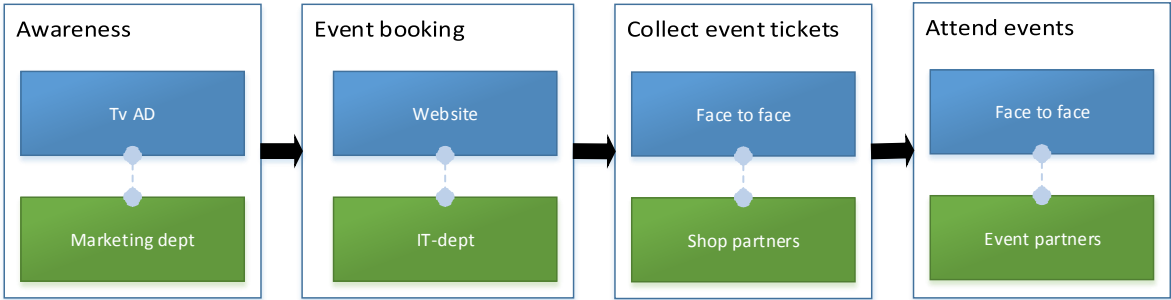 Awareness
Tv AD
Marketing dept
Event booking
Website
IT-dept
Collect event tickets
Face to face
Shop partners
Attend events
Face to face
Event partners